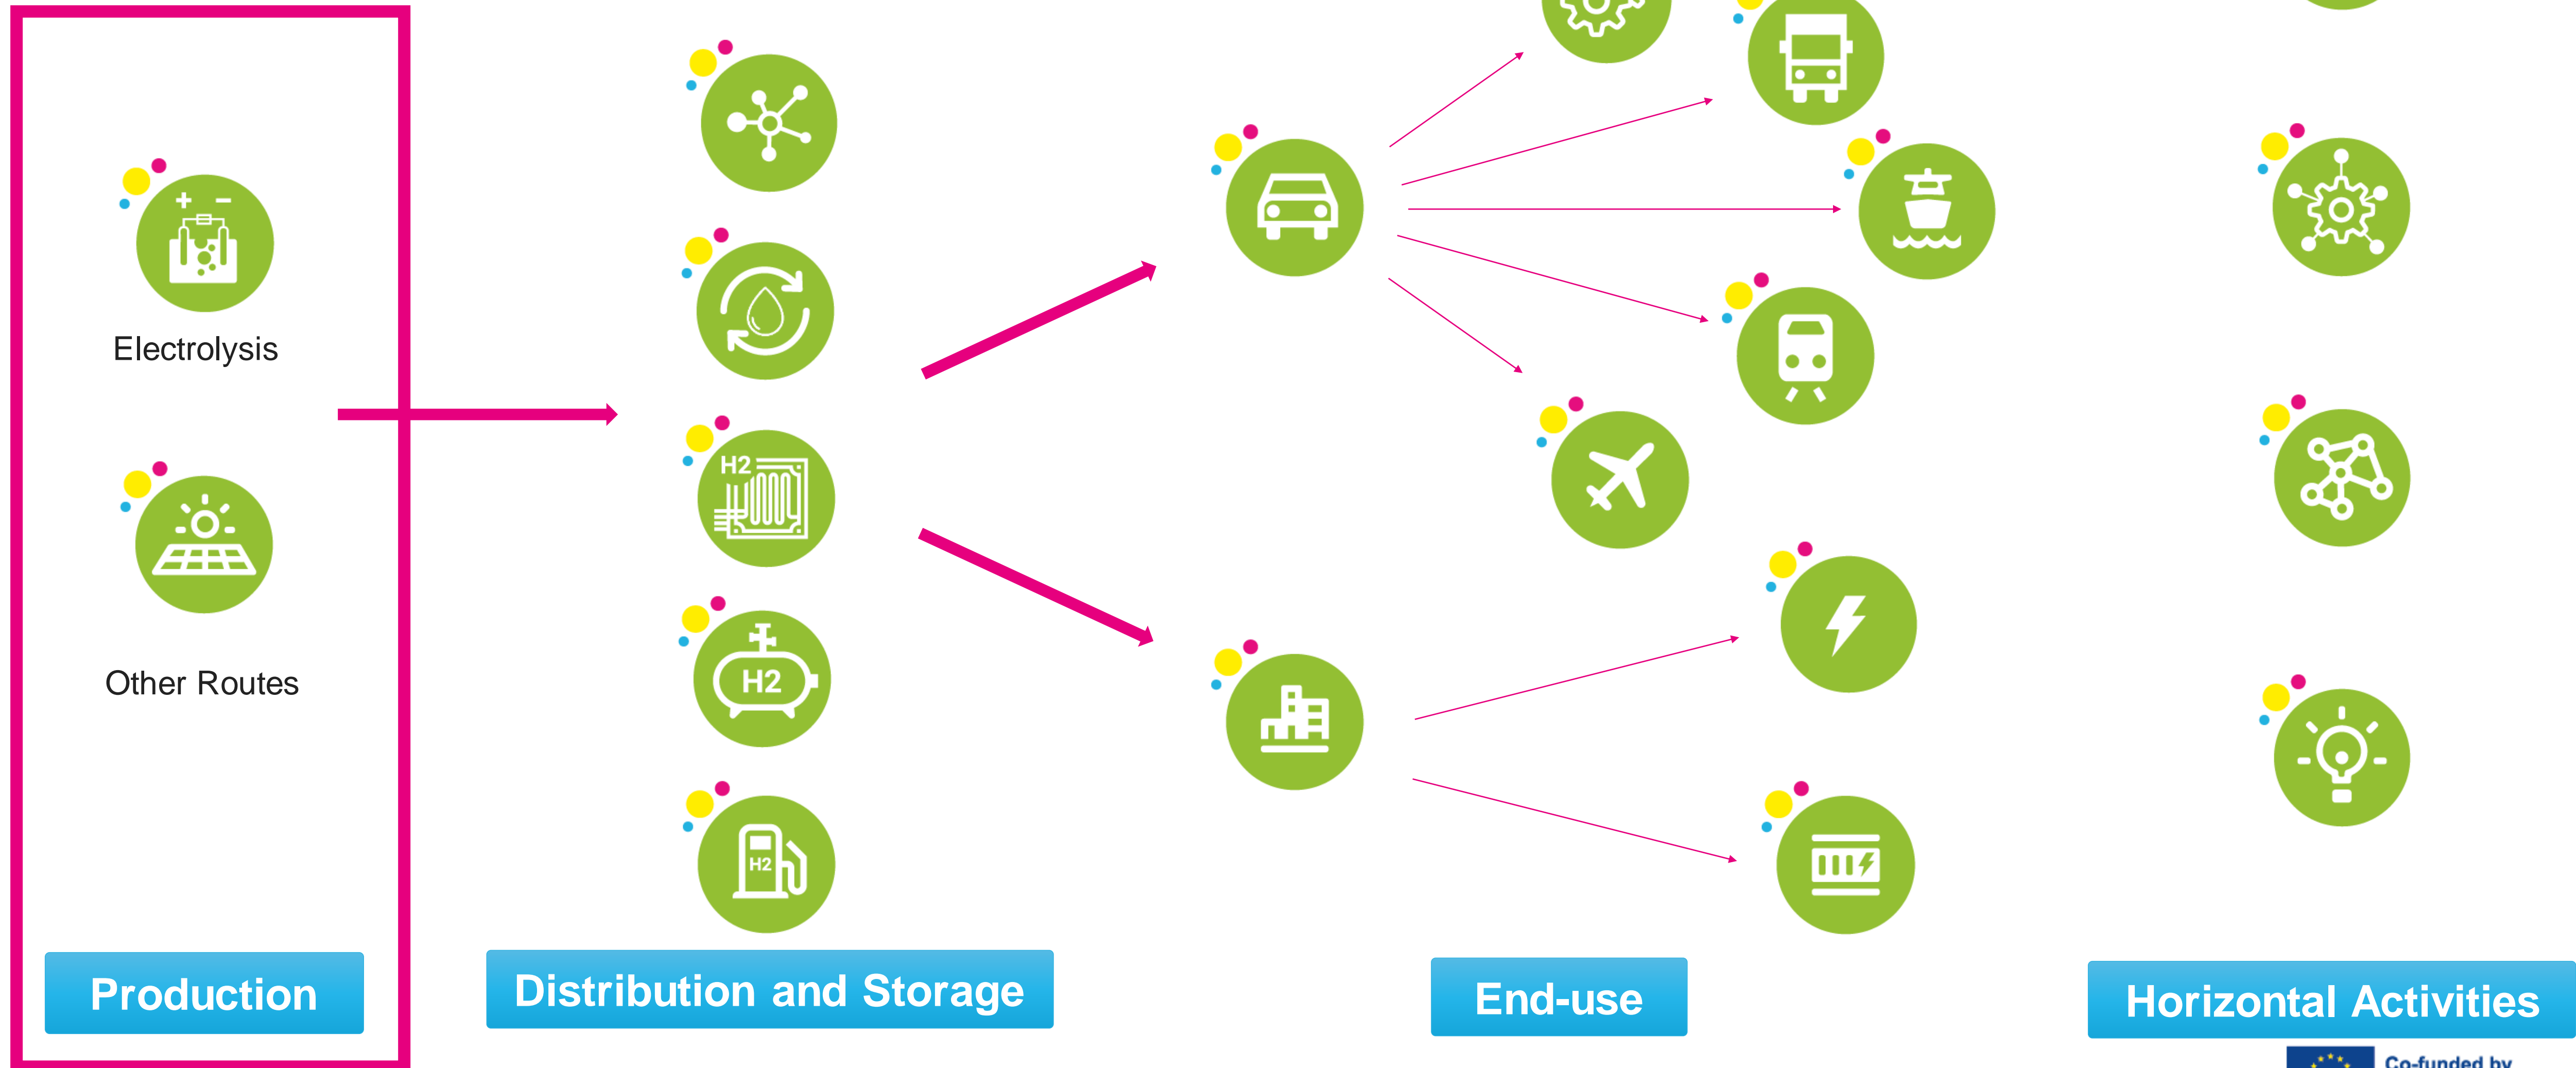 Electrolysis
Other Routes
H2
H2
H2
Production
Distribution and Storage
End-use
Horizontal Activities
Co-funded by